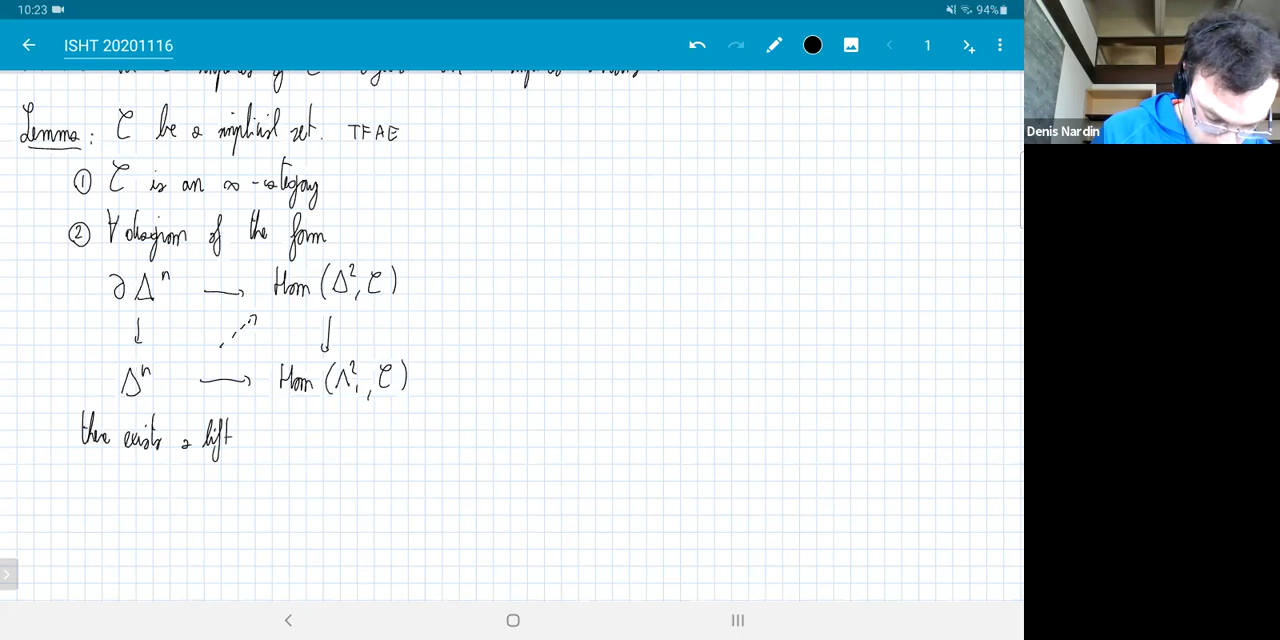 10:23
94%
ISHT 20201116
1
Denis Nardin
Lemma: C be a simplicial set. TFAE
① C is an ∞-category
② ∀ diagram of the form
∂Δⁿ → Hom (Δ², C)
↓ ↓
Δⁿ → Hom (Λ²₁, C)
there exists a lift